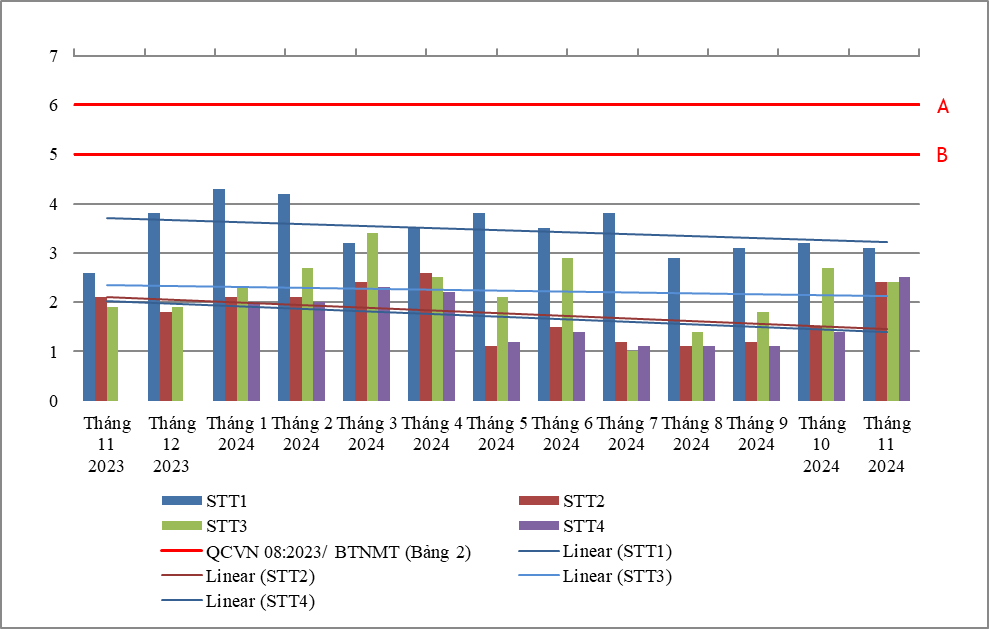 7
6
A
5
B
4
3
2
1
0
Tháng 11 2023
Tháng 12 2023
Tháng 1 2024
Tháng 2 2024
Tháng 3 2024
Tháng 4 2024
Tháng 5 2024
Tháng 6 2024
Tháng 7 2024
Tháng 8 2024
Tháng 9 2024
Tháng 10 2024
Tháng 11 2024
STT1
STT2
STT3
STT4
QCVN 08:2023/ BTNMT (Bảng 2)
Linear (STT1)
Linear (STT2)
Linear (STT3)
Linear (STT4)